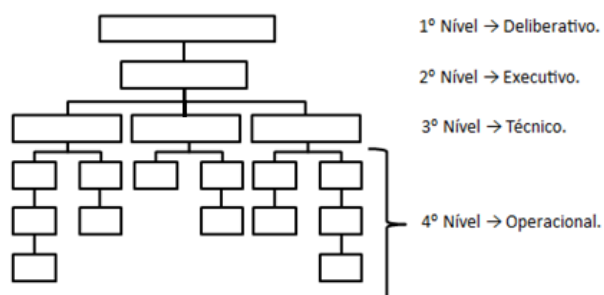 1º Nível → Deliberativo.
2º Nível → Executivo.
3º Nível → Técnico.
4º Nível → Operacional.